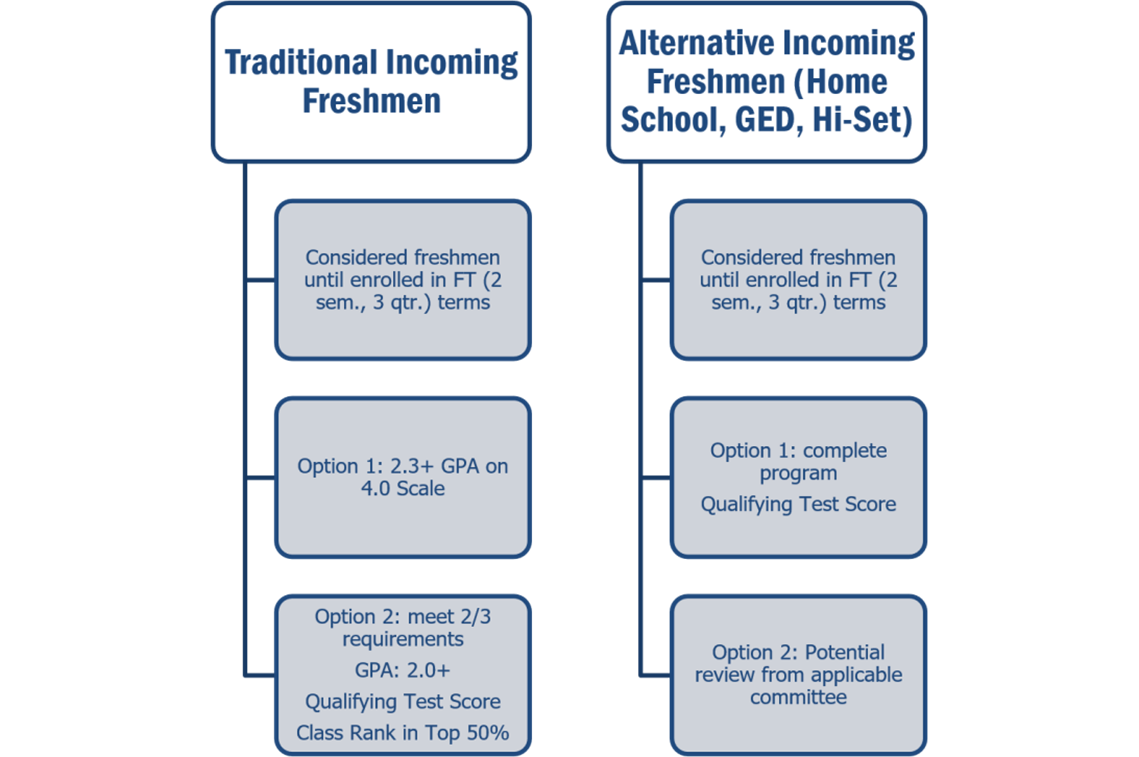 Traditional Incoming
Freshmen
Considered freshmen
until enrolled in FT (2
sem., 3 qtr.) terms
Option 1: 2.3+ GPA on
4.0 Scale
Option 2: meet 2/3
requirements
GPA: 2.0+
Qualifying Test Score
Class Rank in Top 50%
Alternative Incoming
Freshmen (Home
School, GED, Hi-Set)
Considered freshmen
until enrolled in FT (2
sem., 3 qtr.) terms
Option 1: complete
program
Qualifying Test Score
Option 2: Potential
review from applicable
committee